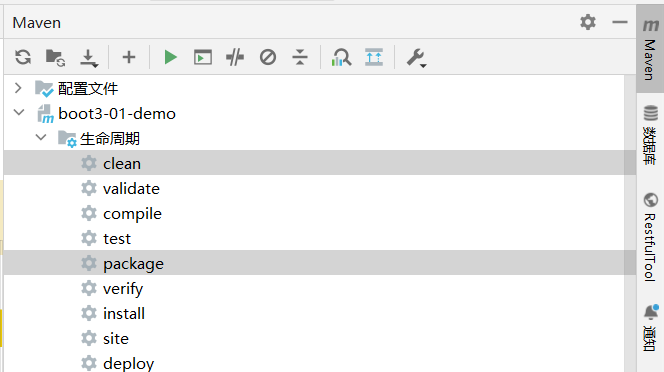 Maven
配置文件
boot3-01-demo
生命周期
clean
validate
compile
test
package
verify
install
site
deploy
m
Maven
数据库
RestfulTool
通知